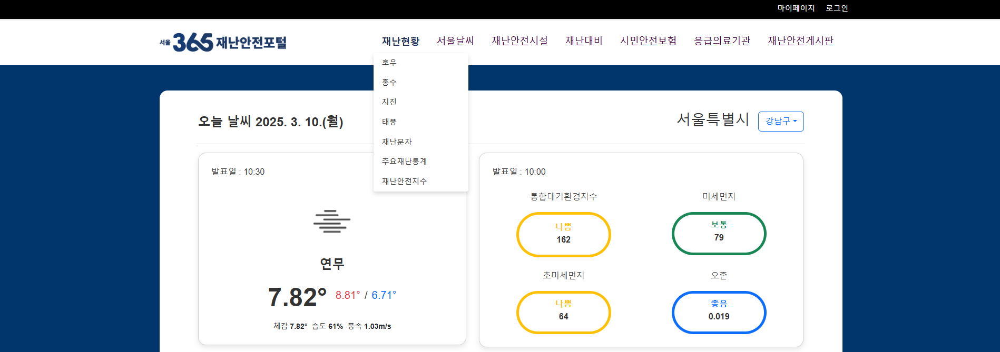 마이페이지 로그인
서울 365 재난안전포털
재난현황 서울날씨 재난안전시설 재난대비 시민안전보험 응급의료기관 재난안전게시판
호우
홍수
지진
태풍
재난문자
주요재난통계
재난안전지수
오늘 날씨 2025. 3. 10.(월)
서울특별시 강남구
발표일 : 10:30
연무
7.82° 8.81° / 6.71°
체감 7.82° 습도 61% 풍속 1.03m/s
발표일 : 10:00
통합대기환경지수
나쁨
162
미세먼지
보통
79
초미세먼지
나쁨
64
오존
좋음
0.019